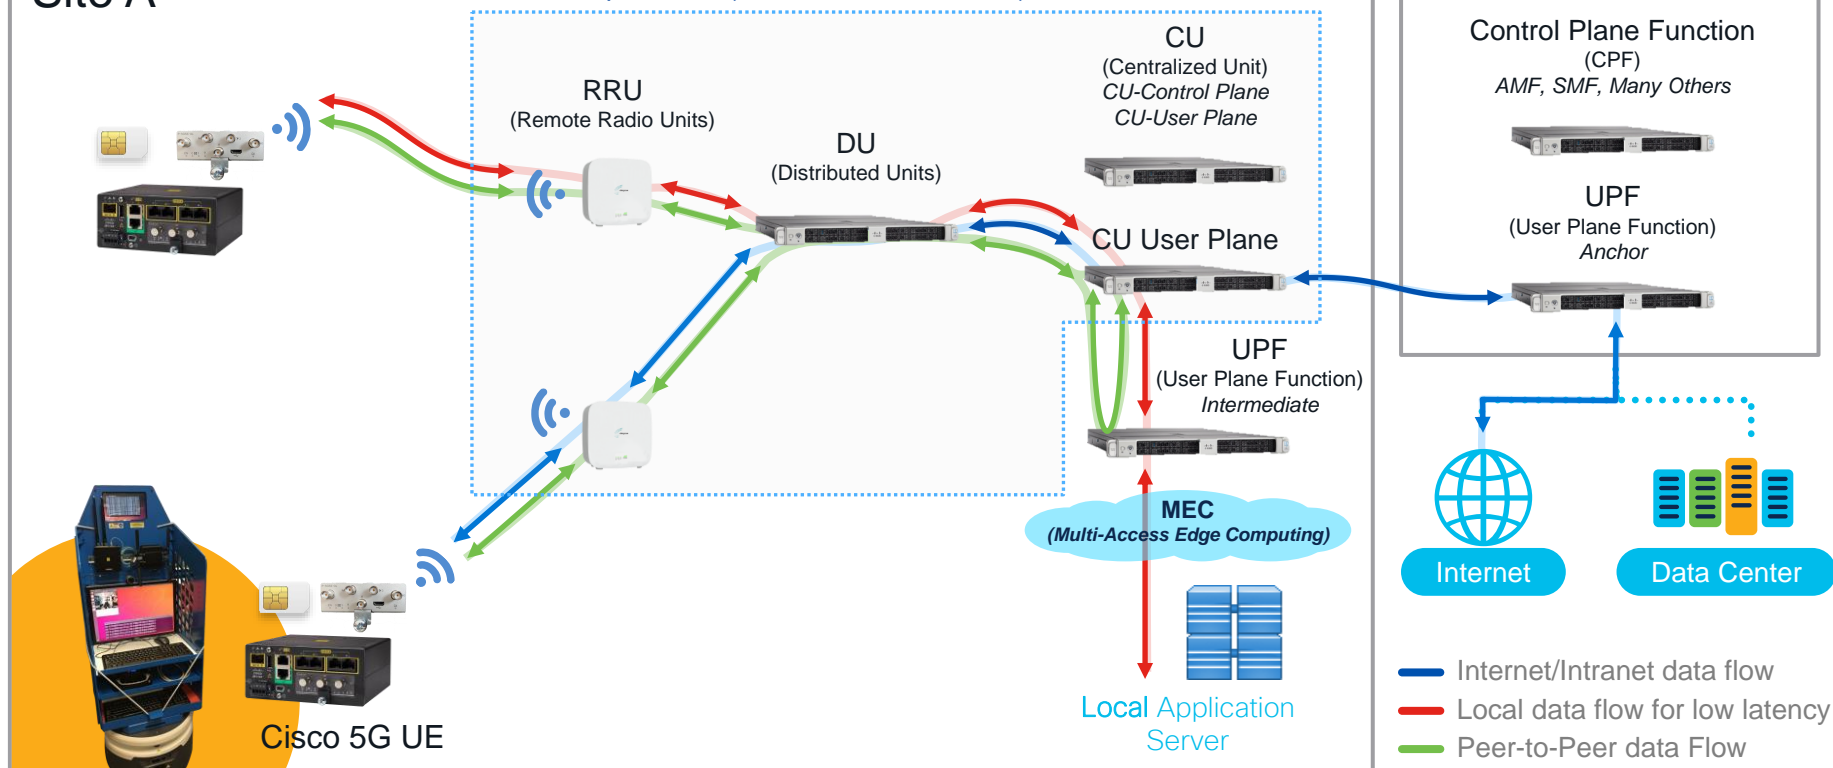 Site A
RRU
(Remote Radio Units)
DU
(Distributed Units)
CU
(Centralized Unit)
CU-Control Plane
CU-User Plane
CU User Plane
UPF
(User Plane Function)
Intermediate
MEC
(Multi-Access Edge Computing)
Local Application
Server
Cisco 5G UE
Control Plane Function
(CPF)
AMF, SMF, Many Others
UPF
(User Plane Function)
Anchor
Internet
Data Center
Internet/Intranet data flow
Local data flow for low latency
Peer-to-Peer data Flow